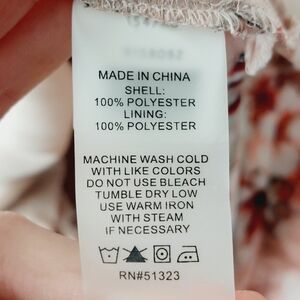 MADE IN CHINA
SHELL:
100% POLYESTER
LINING:
100% POLYESTER
MACHINE WASH COLD
WITH LIKE COLORS
DO NOT USE BLEACH
TUMBLE DRY LOW
USE WARM IRON
WITH STEAM
IF NECESSARY
RN#51323